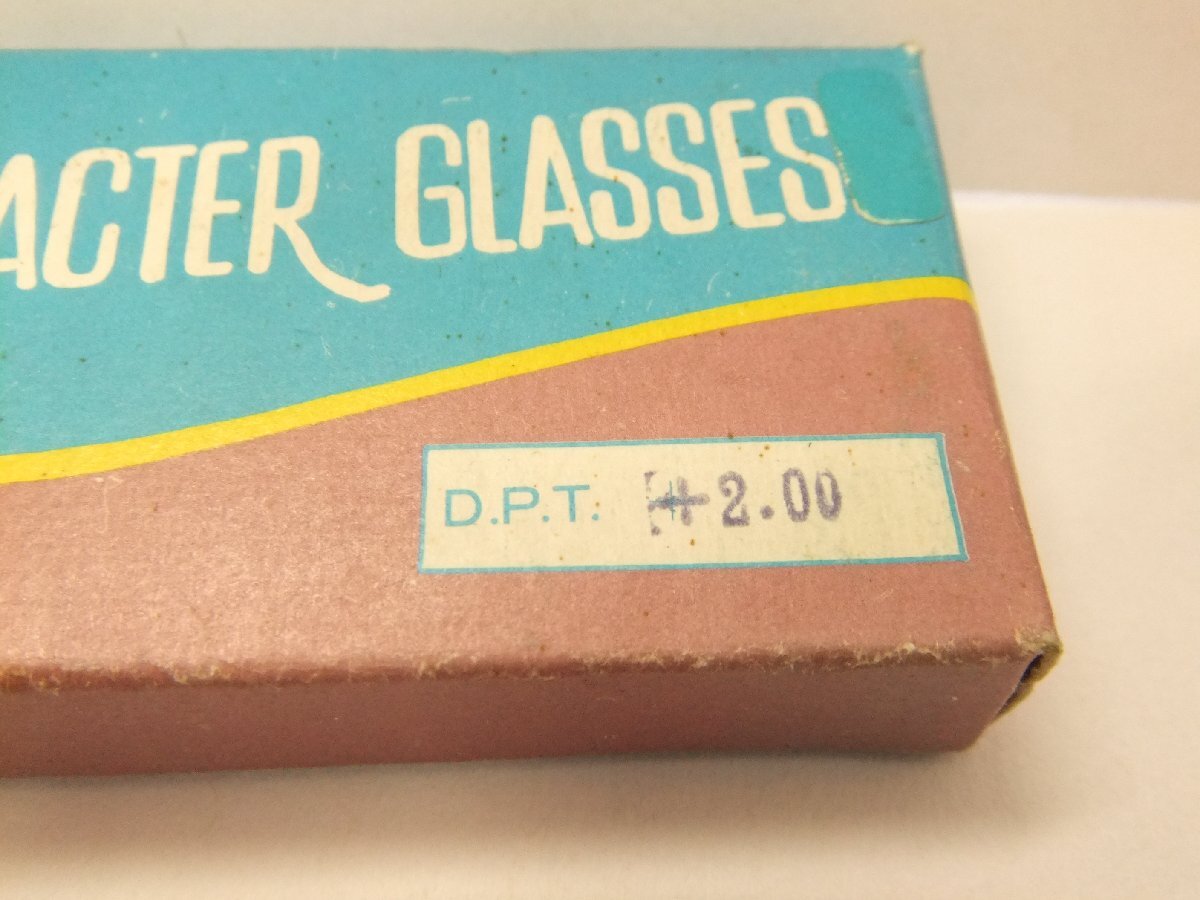 ACTER GLASSES
D.P.T. +2.00